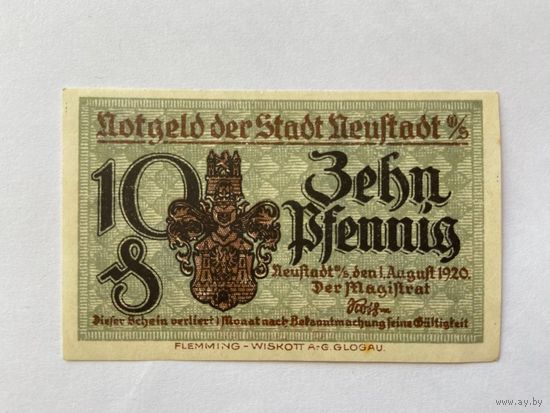 Notgeld der Stadt Neustadt O/S
10
₰
Zehn
Pfennig
Neustadt O/S, den 1. August 1920.
Der Magistrat
Dieser Schein verliert 1 Monat nach Bekanntmachung seine Gültigkeit
FLEMMING-WISKOTT A-G. GLOGAU.
www.ay.by